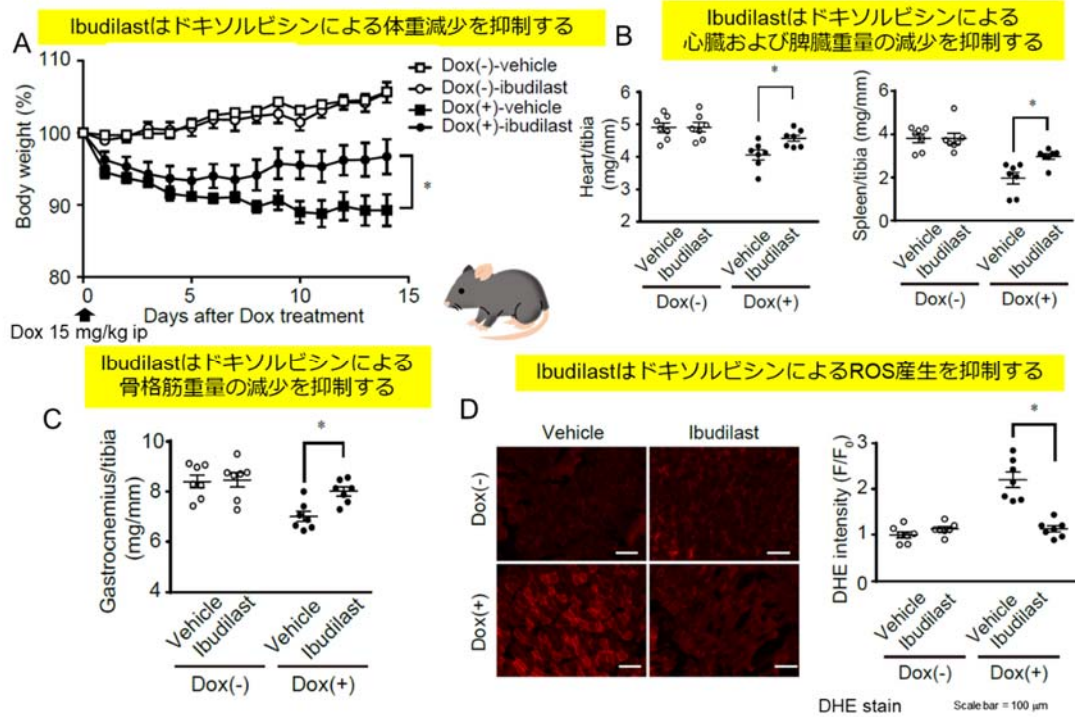 Ibudilastはドキソルビシンによる体重減少を抑制する
A
Body weight (%)
110
100
90
80
0
5
10
15
Days after Dox treatment
Dox 15 mg/kg ip
Dox(-)-vehicle
Dox(-)-ibudilast
Dox(+)-vehicle
Dox(+)-ibudilast
*
Ibudilastはドキソルビシンによる
心臓および脾臓重量の減少を抑制する
B
Heart/tibia
(mg/mm)
6
5
4
3
2
*
Vehicle
Ibudilast
Vehicle
Ibudilast
Dox(-)
Dox(+)
Spleen/tibia (mg/mm)
6
4
2
0
*
Vehicle
Ibudilast
Vehicle
Ibudilast
Dox(-)
Dox(+)
Ibudilastはドキソルビシンによる
骨格筋重量の減少を抑制する
C
Gastrocnemius/tibia
(mg/mm)
10
8
6
4
*
Vehicle
Ibudilast
Vehicle
Ibudilast
Dox(-)
Dox(+)
IbudilastはドキソルビシンによるROS産生を抑制する
D
Vehicle
Ibudilast
Dox(-)
Dox(+)
DHE intensity (F/F₀)
3
2
1
0
*
Vehicle
Ibudilast
Vehicle
Ibudilast
Dox(-)
Dox(+)
DHE stain
Scale bar = 100 μm